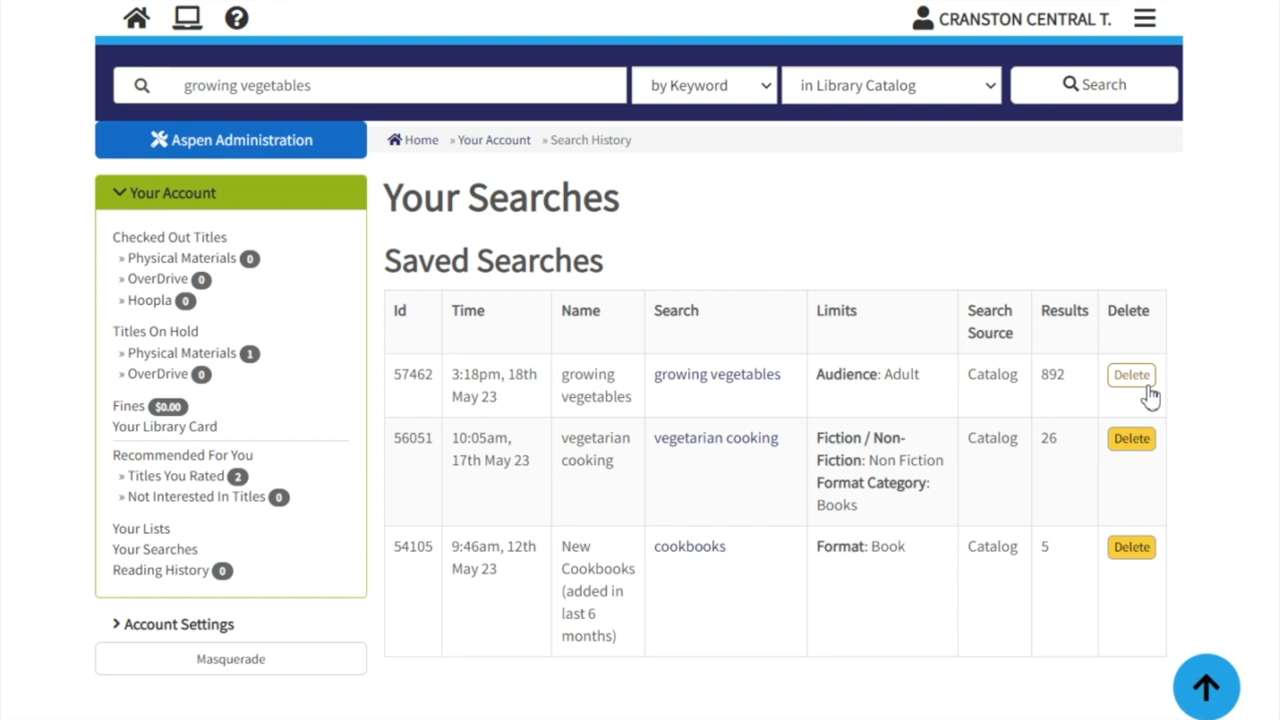 CRANSTON CENTRAL T.
growing vegetables
by Keyword
in Library Catalog
Search
Aspen Administration
Home » Your Account » Search History
Your Account
Checked Out Titles
» Physical Materials 0
» OverDrive 0
» Hoopla 0
Titles On Hold
» Physical Materials 1
» OverDrive 0
Fines $0.00
Your Library Card
Recommended For You
» Titles You Rated 2
» Not Interested In Titles 0
Your Lists
Your Searches
Reading History 0
Account Settings
Masquerade
Your Searches
Saved Searches
Id Time Name Search Limits Search Results Delete
Source
57462 3:18pm, 18th growing growing vegetables Audience: Adult Catalog 892 Delete
May 23 vegetables
56051 10:05am, vegetarian vegetarian cooking Fiction / Non- Catalog 26 Delete
17th May 23 cooking Fiction: Non Fiction
Format Category:
Books
54105 9:46am, 12th New cookbooks Format: Book Catalog 5 Delete
May 23 Cookbooks
(added in
last 6
months)